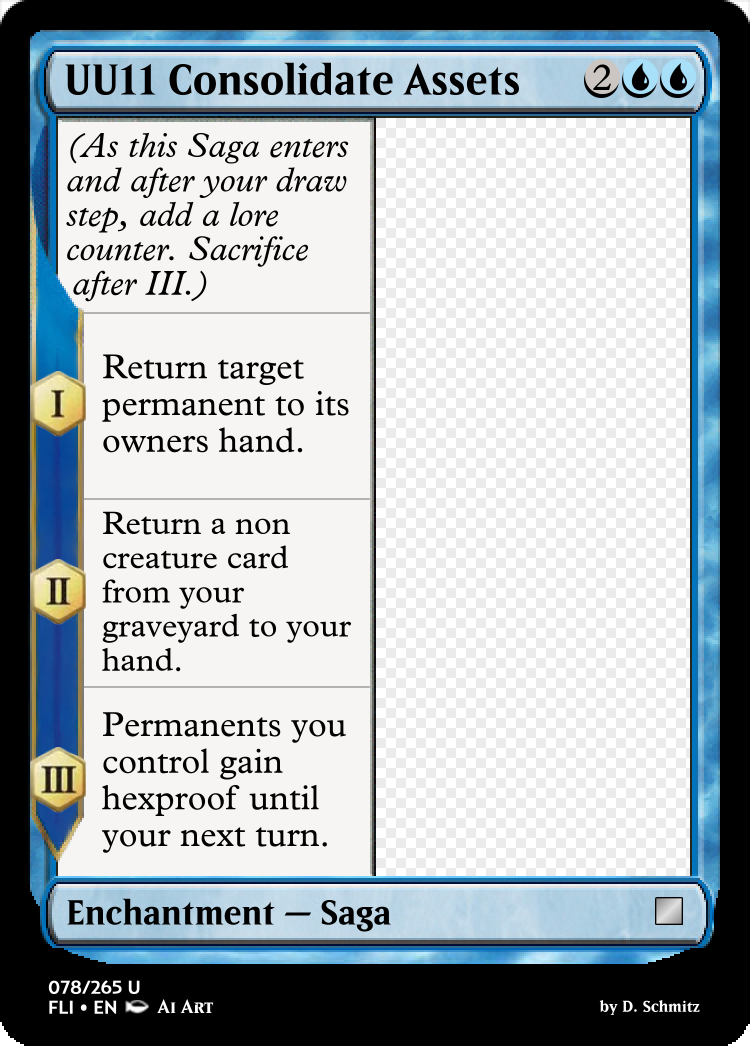 UU11 Consolidate Assets 2
(As this Saga enters
and after your draw
step, add a lore
counter. Sacrifice
after III.)
I
Return target
permanent to its
owners hand.
II
Return a non
creature card
from your
graveyard to your
hand.
III
Permanents you
control gain
hexproof until
your next turn.
Enchantment — Saga
078/265 U
FLI • EN AI ART
by D. Schmitz